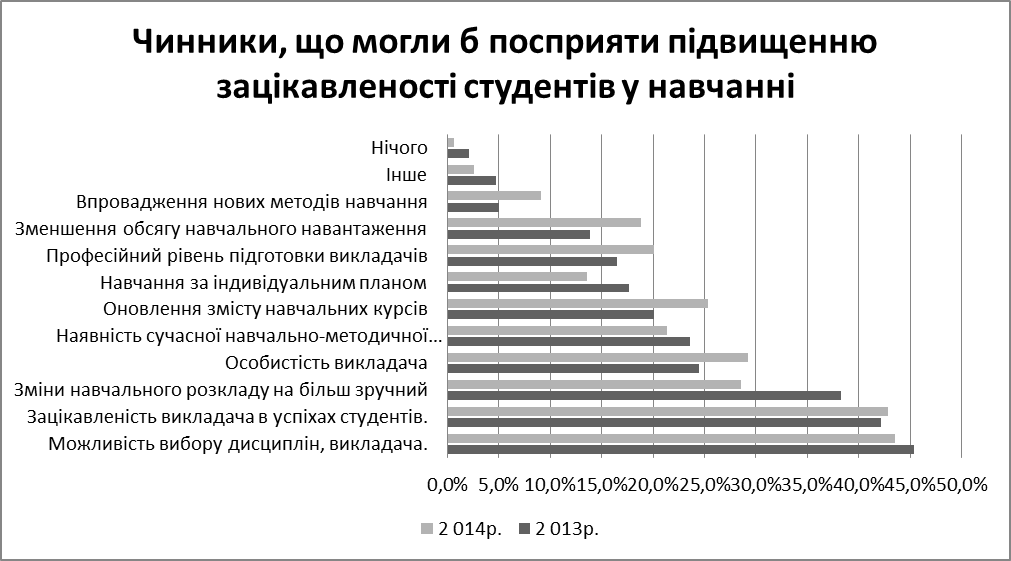 Чинники, що могли б посприяти підвищенню
зацікавленості студентів у навчанні
Нічого
Інше
Впровадження нових методів навчання
Зменшення обсягу навчального навантаження
Професійний рівень підготовки викладачів
Навчання за індивідуальним планом
Оновлення змісту навчальних курсів
Наявність сучасної навчально-методичної…
Особистість викладача
Зміни навчального розкладу на більш зручний
Зацікавленість викладача в успіхах студентів.
Можливість вибору дисциплін, викладача.
0,0% 5,0% 10,0% 15,0% 20,0% 25,0% 30,0% 35,0% 40,0% 45,0% 50,0%
2 014р. 2 013р.